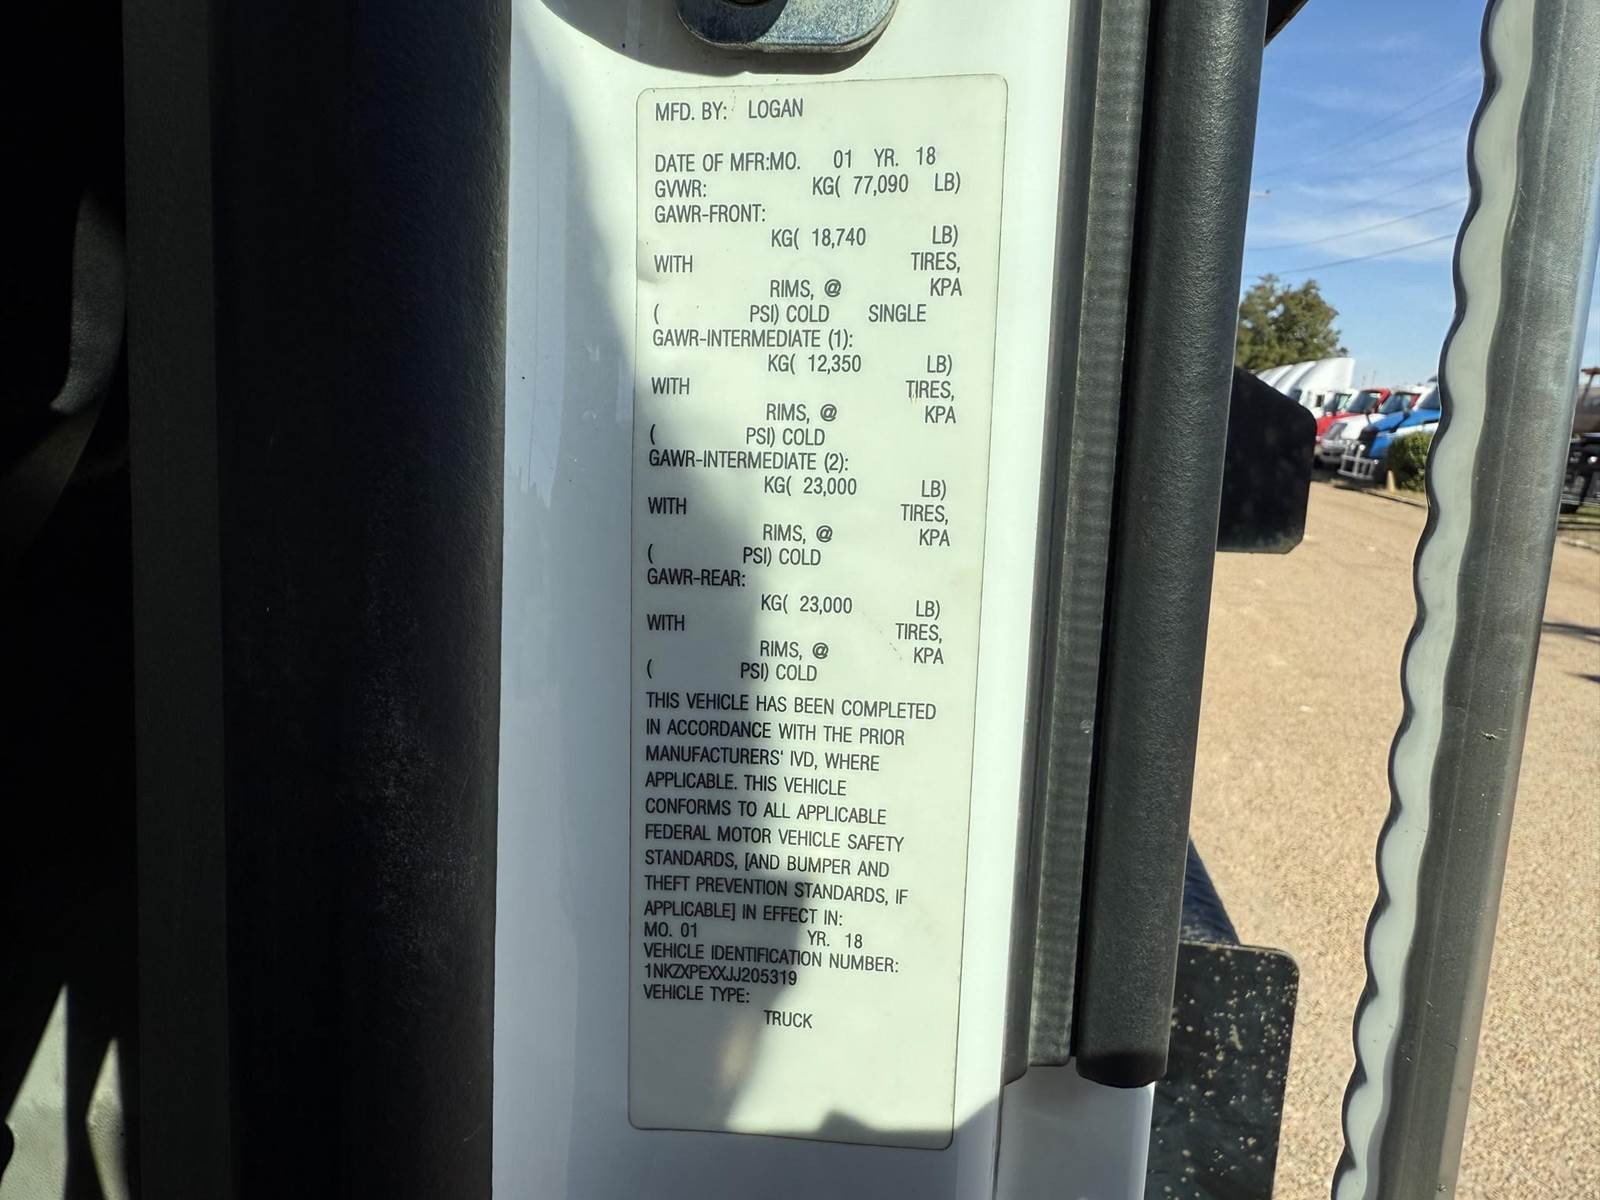 MFD. BY: LOGAN
DATE OF MFR:MO. 01 YR. 18
GVWR: KG( 77,090 LB)
GAWR-FRONT:
KG( 18,740 LB)
WITH TIRES,
RIMS, @ KPA
( PSI) COLD SINGLE
GAWR-INTERMEDIATE (1):
KG( 12,350 LB)
WITH TIRES,
RIMS, @ KPA
( PSI) COLD
GAWR-INTERMEDIATE (2):
KG( 23,000 LB)
WITH TIRES,
RIMS, @ KPA
( PSI) COLD
GAWR-REAR:
KG( 23,000 LB)
WITH TIRES,
RIMS, @ KPA
( PSI) COLD
THIS VEHICLE HAS BEEN COMPLETED
IN ACCORDANCE WITH THE PRIOR
MANUFACTURERS' IVD, WHERE
APPLICABLE. THIS VEHICLE
CONFORMS TO ALL APPLICABLE
FEDERAL MOTOR VEHICLE SAFETY
STANDARDS, [AND BUMPER AND
THEFT PREVENTION STANDARDS, IF
APPLICABLE] IN EFFECT IN:
MO. 01 YR. 18
VEHICLE IDENTIFICATION NUMBER:
1NKZXPEXXJJ205319
VEHICLE TYPE:
TRUCK